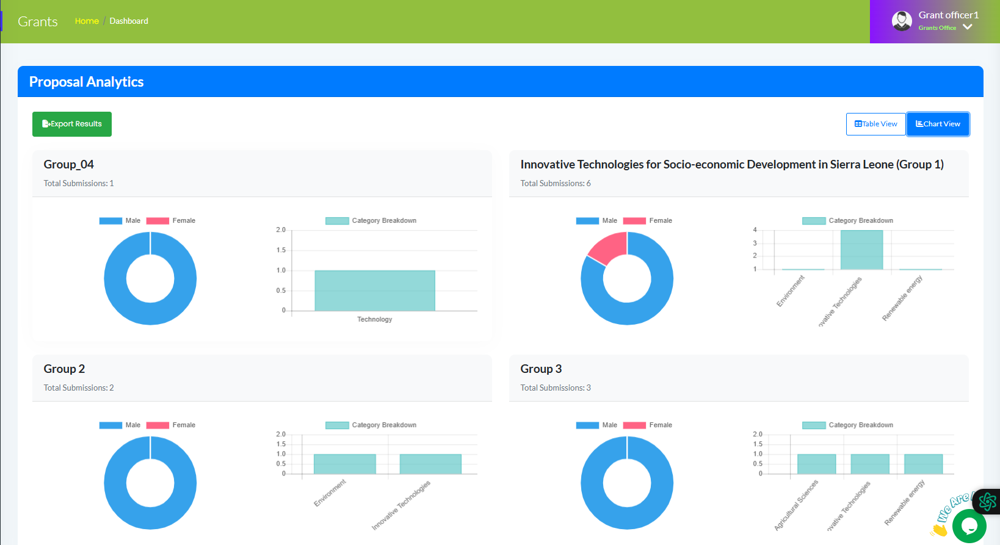 Grants
Home / Dashboard
Grant officer1
Grants Office
Proposal Analytics
Export Results
Table View
Chart View
Group_04
Total Submissions: 1
Male
Female
Category Breakdown
2.0
1.5
1.0
0.5
0
Technology
Innovative Technologies for Socio-economic Development in Sierra Leone (Group 1)
Total Submissions: 6
Male
Female
Category Breakdown
4
3
2
1
Environment
ovative Technologies
Renewable energy
Group 2
Total Submissions: 2
Male
Female
Category Breakdown
2.0
1.5
1.0
0.5
0
Environment
Innovative Technologies
Group 3
Total Submissions: 3
Male
Female
Category Breakdown
2.0
1.5
1.0
0.5
0
Agricultural Sciences
ovative Technologies
Renewable energy
We Are